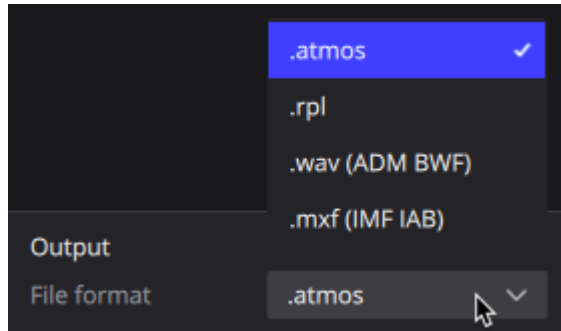 .atmos
.rpl
.wav (ADM BWF)
.mxf (IMF IAB)
Output
File format .atmos